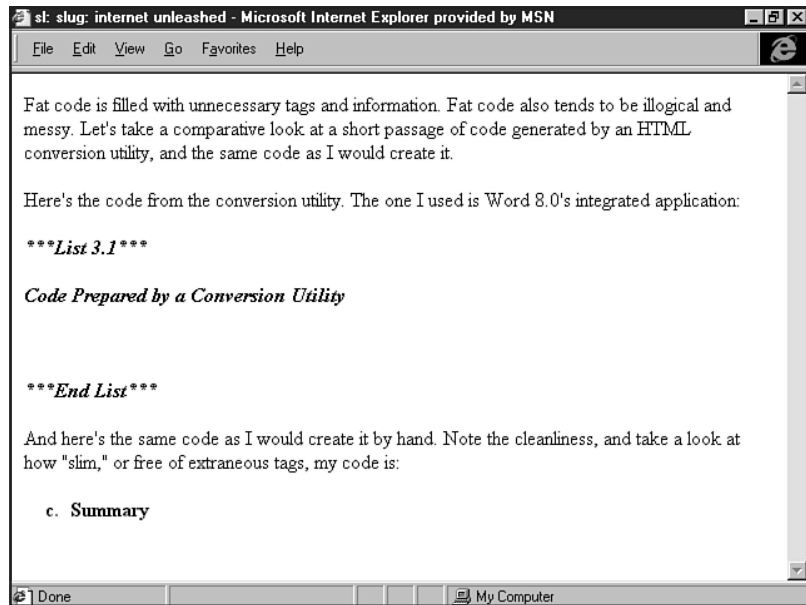 sl: slug: internet unleashed - Microsoft Internet Explorer provided by MSN
File Edit View Go Favorites Help
Fat code is filled with unnecessary tags and information. Fat code also tends to be illogical and
messy. Let's take a comparative look at a short passage of code generated by an HTML
conversion utility, and the same code as I would create it.
Here's the code from the conversion utility. The one I used is Word 8.0's integrated application:
***List 3.1***
Code Prepared by a Conversion Utility
***End List***
And here's the same code as I would create it by hand. Note the cleanliness, and take a look at
how "slim," or free of extraneous tags, my code is:
c. Summary
Done My Computer